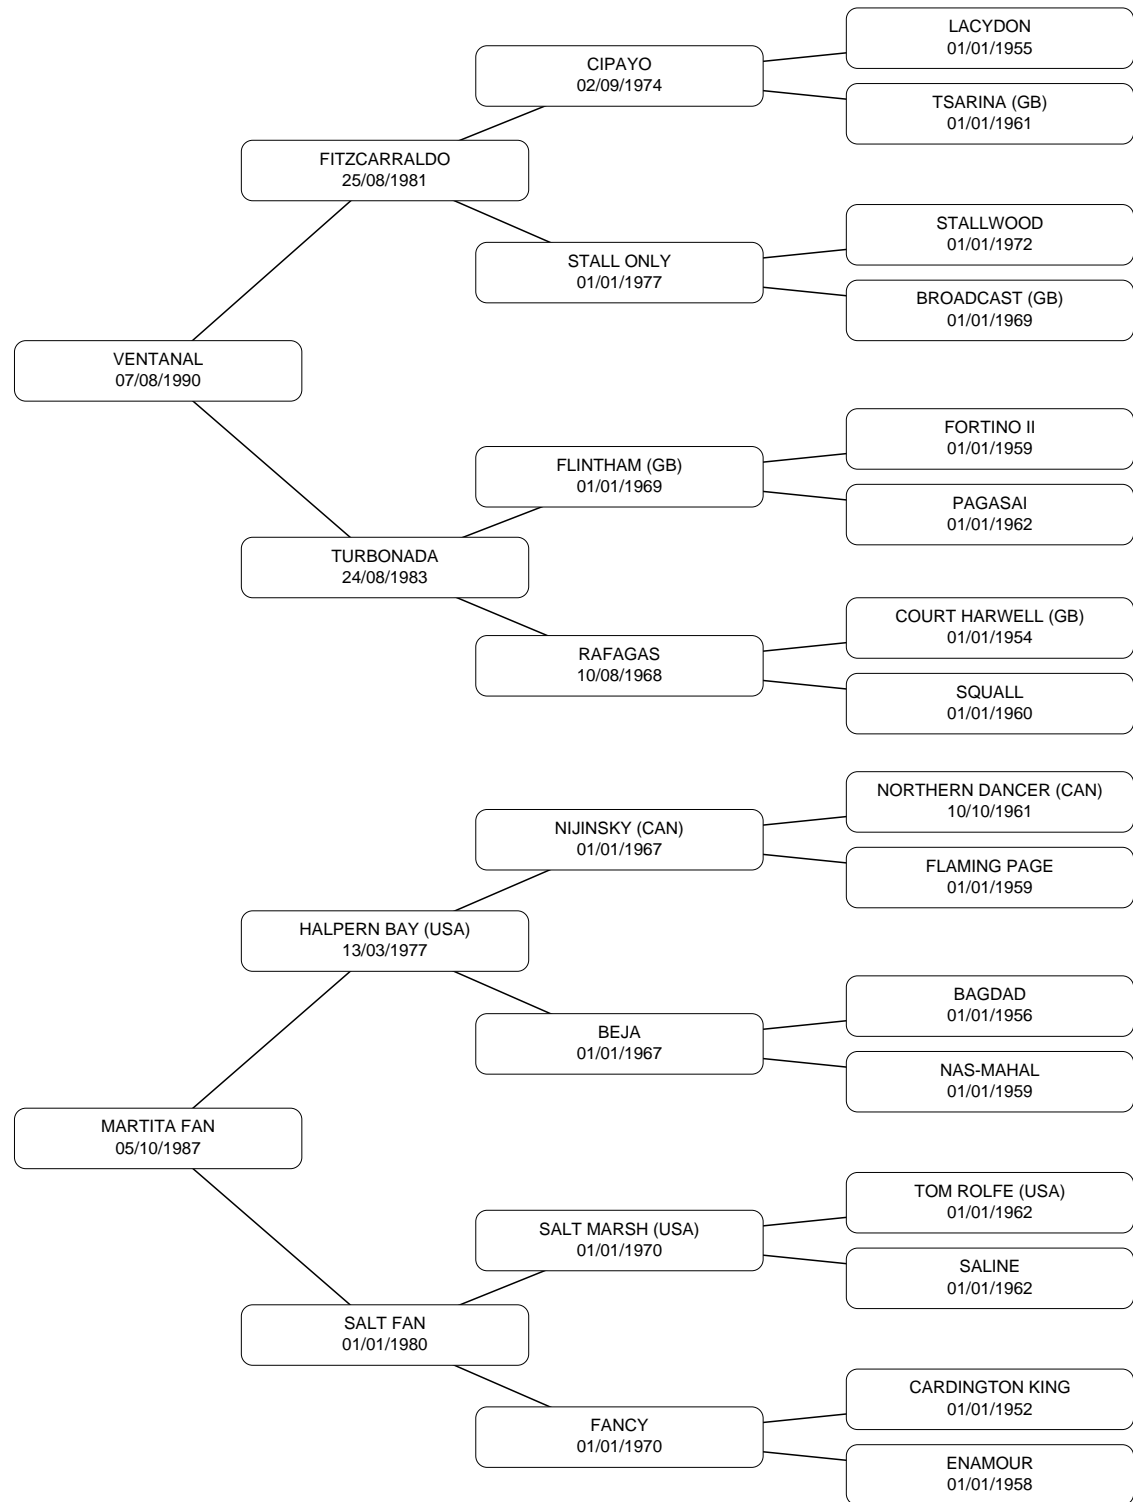 LACYDON
01/01/1955
CIPAYO
02/09/1974
TSARINA (GB)
01/01/1961
FITZCARRALDO
25/08/1981
STALLWOOD
01/01/1972
STALL ONLY
01/01/1977
BROADCAST (GB)
01/01/1969
VENTANAL
07/08/1990
FORTINO II
01/01/1959
FLINTHAM (GB)
01/01/1969
PAGASAI
01/01/1962
TURBONADA
24/08/1983
COURT HARWELL (GB)
01/01/1954
RAFAGAS
10/08/1968
SQUALL
01/01/1960
NORTHERN DANCER (CAN)
10/10/1961
NIJINSKY (CAN)
01/01/1967
FLAMING PAGE
01/01/1959
HALPERN BAY (USA)
13/03/1977
BAGDAD
01/01/1956
BEJA
01/01/1967
NAS-MAHAL
01/01/1959
MARTITA FAN
05/10/1987
TOM ROLFE (USA)
01/01/1962
SALT MARSH (USA)
01/01/1970
SALINE
01/01/1962
SALT FAN
01/01/1980
CARDINGTON KING
01/01/1952
FANCY
01/01/1970
ENAMOUR
01/01/1958